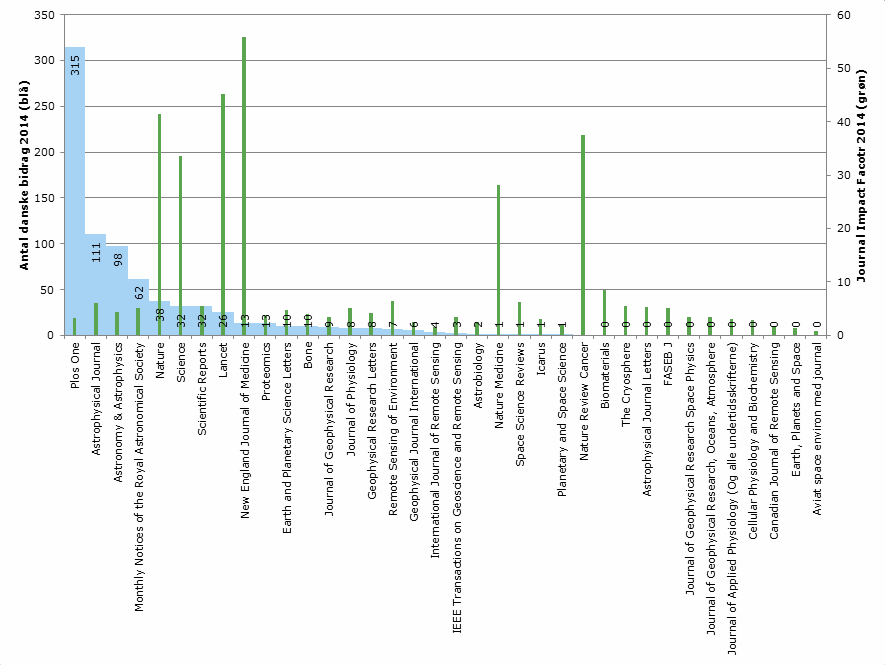 350
300
250
200
150
100
50
0
Antal danske bidrag 2014 (blå)
60
50
40
30
20
10
0
Journal Impact Facotr 2014 (grøn)
315
111
98
62
38
32
32
26
13
13
10
10
9
8
8
7
6
4
3
2
1
1
1
1
0
0
0
0
0
0
0
0
0
0
0
Plos One
Astrophysical Journal
Astronomy & Astrophysics
Monthly Notices of the Royal Astronomical Society
Nature
Science
Scientific Reports
Lancet
New England Journal of Medicine
Proteomics
Earth and Planetary Science Letters
Bone
Journal of Geophysical Research
Journal of Physiology
Geophysical Research Letters
Remote Sensing of Environment
Geophysical Journal International
International Journal of Remote Sensing
IEEE Transactions on Geoscience and Remote Sensing
Astrobiology
Nature Medicine
Space Science Reviews
Icarus
Planetary and Space Science
Nature Review Cancer
Biomaterials
The Cryosphere
Astrophysical Journal Letters
FASEB J
Journal of Geophysical Research Space Physics
Journal of Geophysical Research, Oceans, Atmosphere
Journal of Applied Physiology (Og alle undertidsskrifterne)
Cellular Physiology and Biochemistry
Canadian Journal of Remote Sensing
Earth, Planets and Space
Aviat space environ med journal